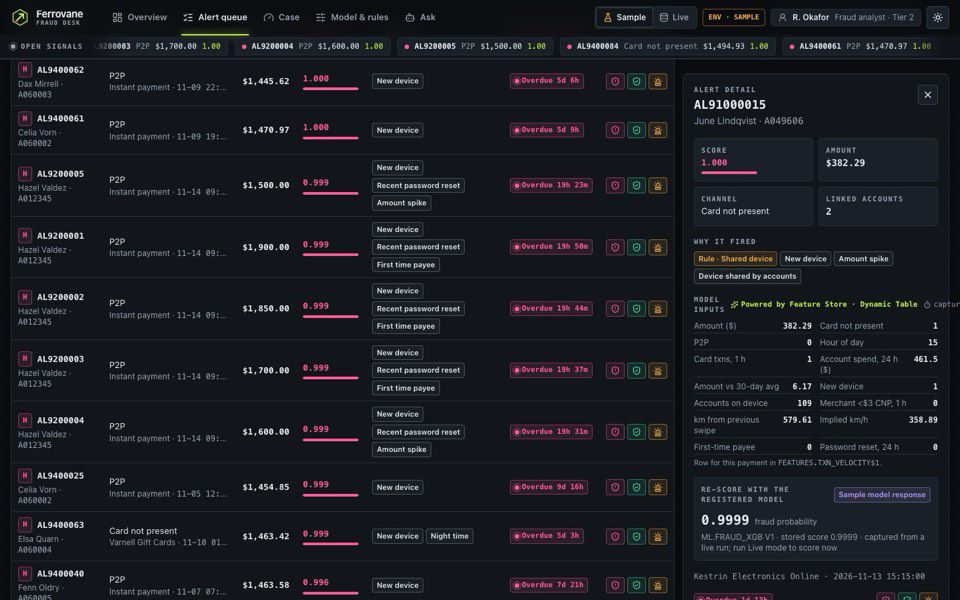 Ferrovane
FRAUD DESK
Overview
Alert queue
Case
Model & rules
Ask
Sample
Live
ENV · SAMPLE
R. Okafor Fraud analyst · Tier 2
OPEN SIGNALS
P2P $1,700.00 1.00
AL9200004 P2P $1,600.00 1.00
AL9200005 P2P $1,500.00 1.00
AL9400084 Card not present $1,494.93 1.00
AL9400061 P2P $1,470.97 1.00
H AL9400062
Dax Mirrell ·
A060003
P2P
Instant payment · 11-09 22:…
$1,445.62
1.000
New device
Overdue 5d 6h
H AL9400061
Celia Vorn ·
A060002
P2P
Instant payment · 11-09 19:…
$1,470.97
1.000
New device
Overdue 5d 9h
H AL9200005
Hazel Valdez ·
A012345
P2P
Instant payment · 11-14 09:…
$1,500.00
0.999
New device
Recent password reset
Amount spike
Overdue 19h 23m
H AL9200001
Hazel Valdez ·
A012345
P2P
Instant payment · 11-14 09:…
$1,900.00
0.999
New device
Recent password reset
First time payee
Overdue 19h 50m
H AL9200002
Hazel Valdez ·
A012345
P2P
Instant payment · 11-14 09:…
$1,850.00
0.999
New device
Recent password reset
First time payee
Overdue 19h 44m
H AL9200003
Hazel Valdez ·
A012345
P2P
Instant payment · 11-14 09:…
$1,700.00
0.999
New device
Recent password reset
First time payee
Overdue 19h 37m
H AL9200004
Hazel Valdez ·
A012345
P2P
Instant payment · 11-14 09:…
$1,600.00
0.999
New device
Recent password reset
Amount spike
Overdue 19h 31m
H AL9400025
Celia Vorn ·
A060002
P2P
Instant payment · 11-05 12:…
$1,454.85
0.999
New device
Overdue 9d 16h
H AL9400063
Elsa Quarn ·
A060004
Card not present
Varnell Gift Cards · 11-10 01…
$1,463.42
0.999
New device
Night time
Overdue 5d 3h
H AL9400040
Fenn Oldry ·
A060005
P2P
Instant payment · 11-07 07:…
$1,463.58
0.996
New device
Overdue 7d 21h
ALERT DETAIL
AL91000015
June Lindqvist · A049606
SCORE
1.000
AMOUNT
$382.29
CHANNEL
Card not present
LINKED ACCOUNTS
2
WHY IT FIRED
Rule · Shared device
New device
Amount spike
Device shared by accounts
MODEL INPUTS
Powered by Feature Store · Dynamic Table
Amount ($) 382.29
Card not present 1
P2P 0
Hour of day 15
Card txns, 1 h 1
Account spend, 24 h ($) 461.5
Amount vs 30-day avg 6.17
New device 1
Accounts on device 109
Merchant <$3 CNP, 1 h 0
km from previous swipe 579.61
Implied km/h 358.89
First-time payee 0
Password reset, 24 h 0
Row for this payment in FEATURES.TXN_VELOCITY$1.
RE-SCORE WITH THE
REGISTERED MODEL
Sample model response
0.9999 fraud probability
ML.FRAUD_XGB V1 · stored score 0.9999 · captured from a
live run; run Live mode to score now
Kestrin Electronics Online · 2026-11-13 15:15:00
Overdue 1d 13h